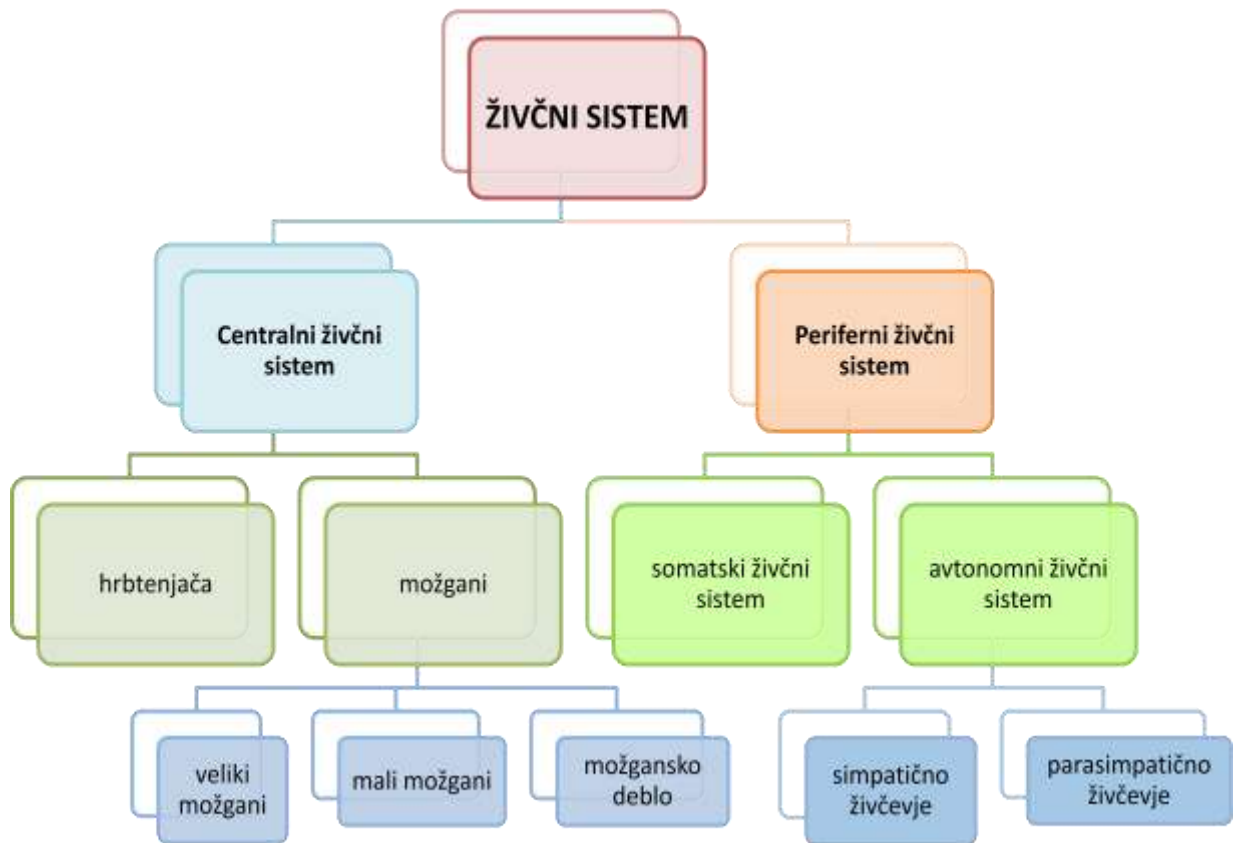 ŽIVČNI SISTEM
Centralni živčni
sistem
Periferni živčni
sistem
hrbtenjača
možgani
somatski živčni
sistem
avtonomni živčni
sistem
veliki
možgani
mali možgani
možgansko
deblo
simpatično
živčevje
parasimpatično
živčevje